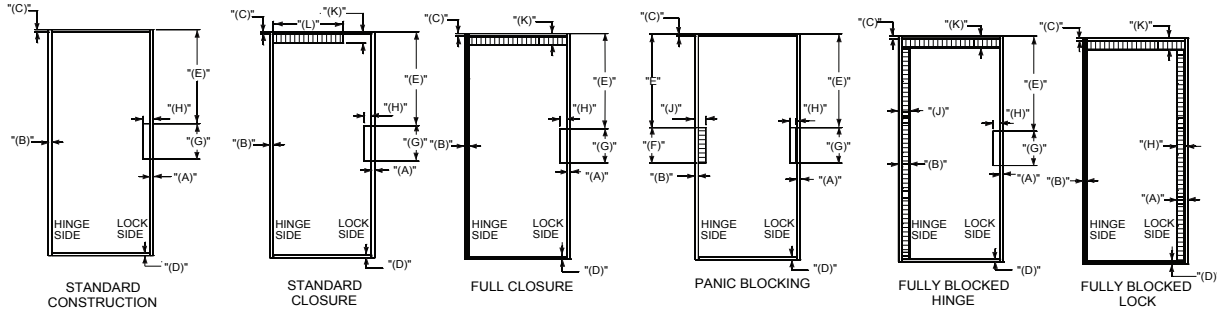 "(C)"
"(E)"
"(H)"
"(B)"
"(G)"
"(A)"
HINGE SIDE
LOCK SIDE
"(D)"
STANDARD
CONSTRUCTION
"(C)"
"(L)"
"(K)"
"(E)"
"(H)"
"(B)"
"(G)"
"(A)"
HINGE
SIDE
LOCK
SIDE
"(D)"
STANDARD
CLOSURE
"(C)"
"(K)"
"(E)"
"(H)"
"(B)"
"(G)"
"(A)"
HINGE
SIDE
LOCK
SIDE
"(D)"
FULL CLOSURE
"(C)"
"E"
"(E)"
"(J)"
"(H)"
"(F)"
"(G)"
"(B)"
"(A)"
HINGE
SIDE
LOCK
SIDE
"(D)"
PANIC BLOCKING
"(C)"
"(K)"
"(E)"
"(J)"
"(H)"
"(G)"
"(B)"
"(A)"
HINGE
SIDE
LOCK
SIDE
"(D)"
FULLY BLOCKED
HINGE
"(C)"
"(K)"
"(H)"
"(B)"
"(A)"
HINGE
SIDE
LOCK
SIDE
"(D)"
FULLY BLOCKED
LOCK